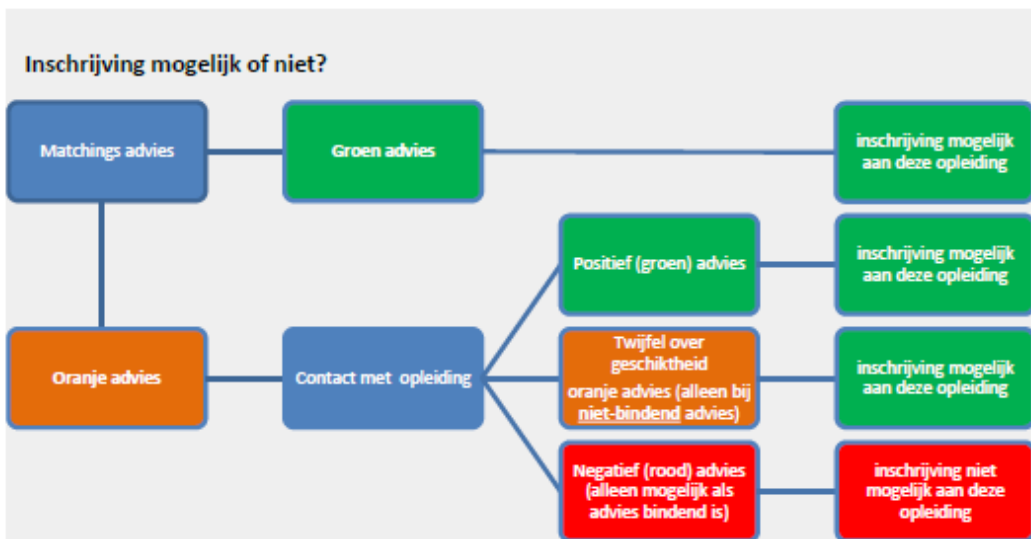 Inschrijving mogelijk of niet?
Matchings advies
Groen advies
inschrijving mogelijk
aan deze opleiding
Positief (groen) advies
inschrijving mogelijk
aan deze opleiding
Oranje advies
Contact met opleiding
Twijfel over
geschiktheid
oranje advies (alleen bij
niet-bindend advies)
inschrijving mogelijk
aan deze opleiding
Negatief (rood) advies
(alleen mogelijk als
advies bindend is)
inschrijving niet
mogelijk aan deze
opleiding